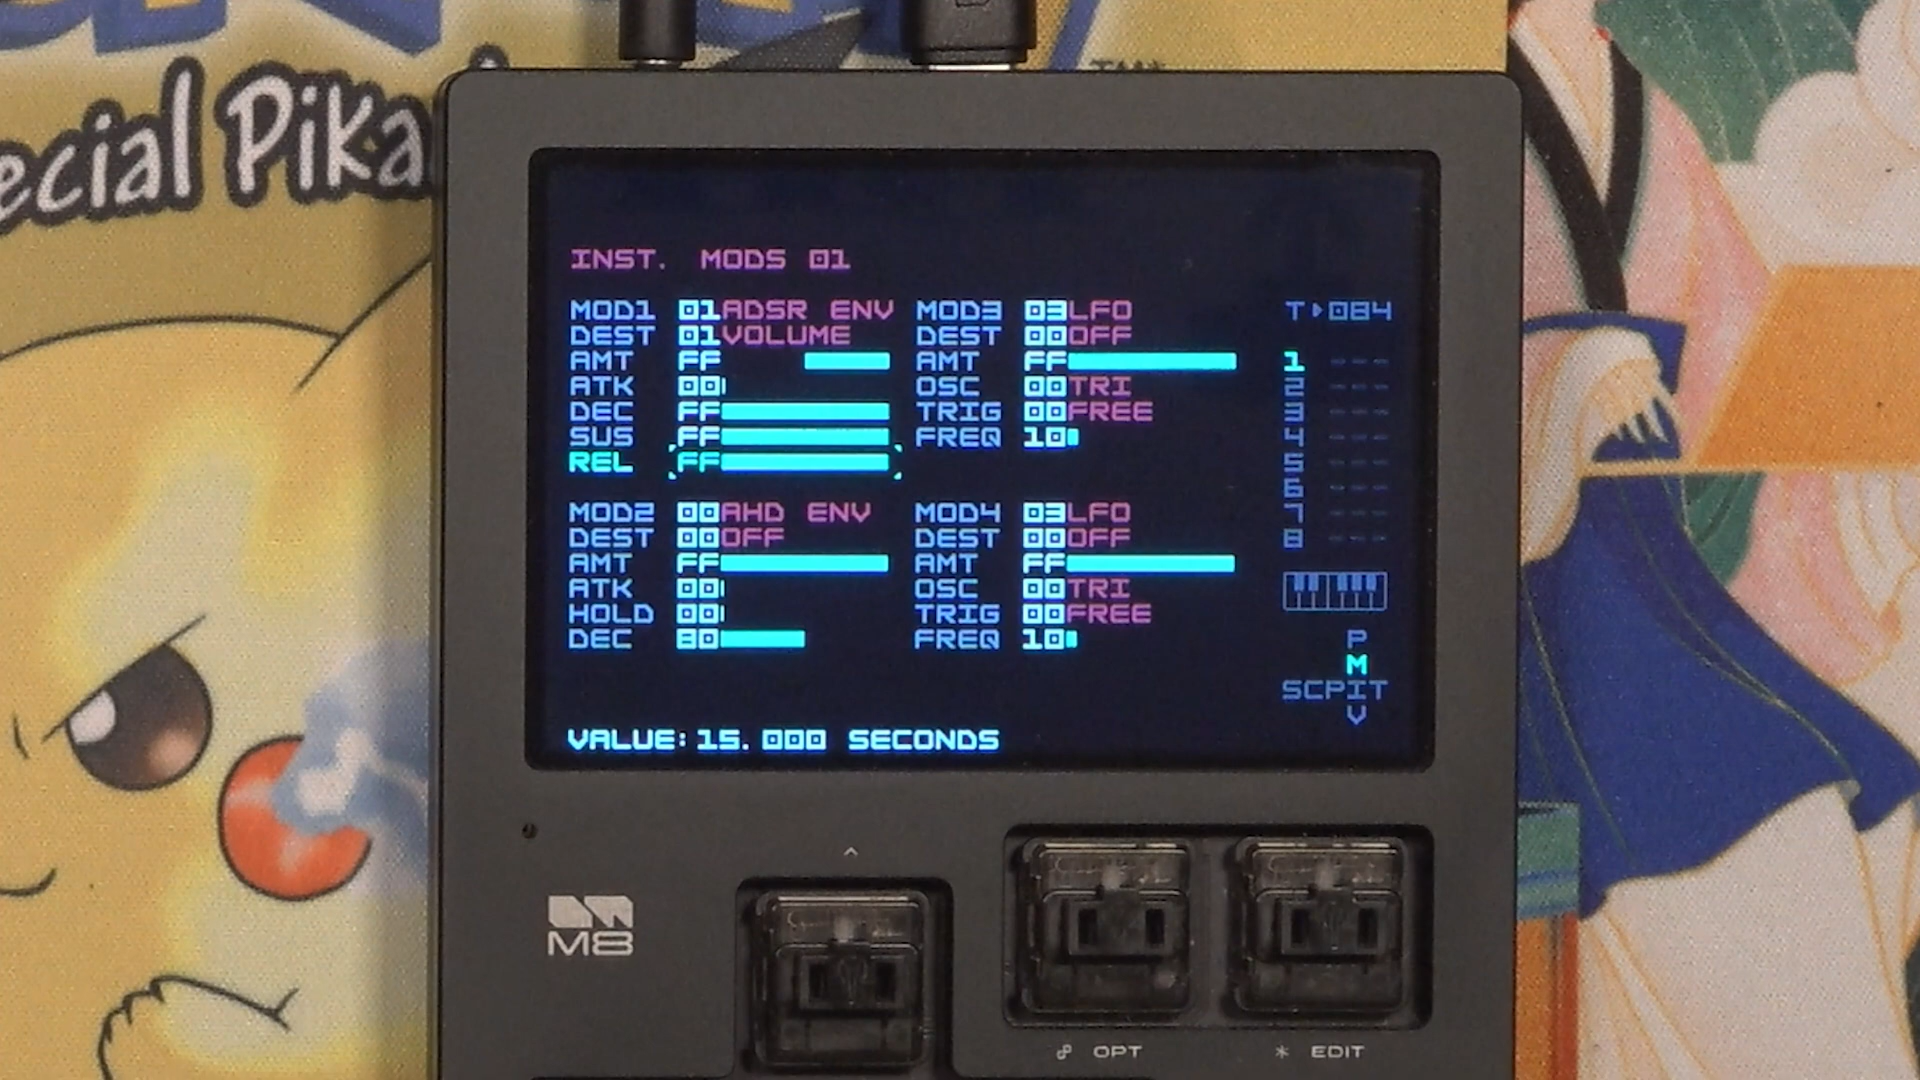 ecial Pika
TM
INST. MODS 01
MOD1 01ADSR ENV MOD3 03LFO T▸084
DEST 01VOLUME DEST 00OFF
AMT FF AMT FF 1 ---
ATK 00 OSC 00TRI 2 ---
DEC FF TRIG 00FREE 3 ---
SUS FF FREQ 10 4 ---
REL FF 5 ---
6 ---
MOD2 00AHD ENV MOD4 03LFO 7 ---
DEST 00OFF DEST 00OFF 8 ---
AMT FF AMT FF
ATK 00 OSC 00TRI
HOLD 00 TRIG 00FREE
DEC 80 FREQ 10
P
M
SCPIT
V
VALUE:15.000 SECONDS
M8
OPT * EDIT